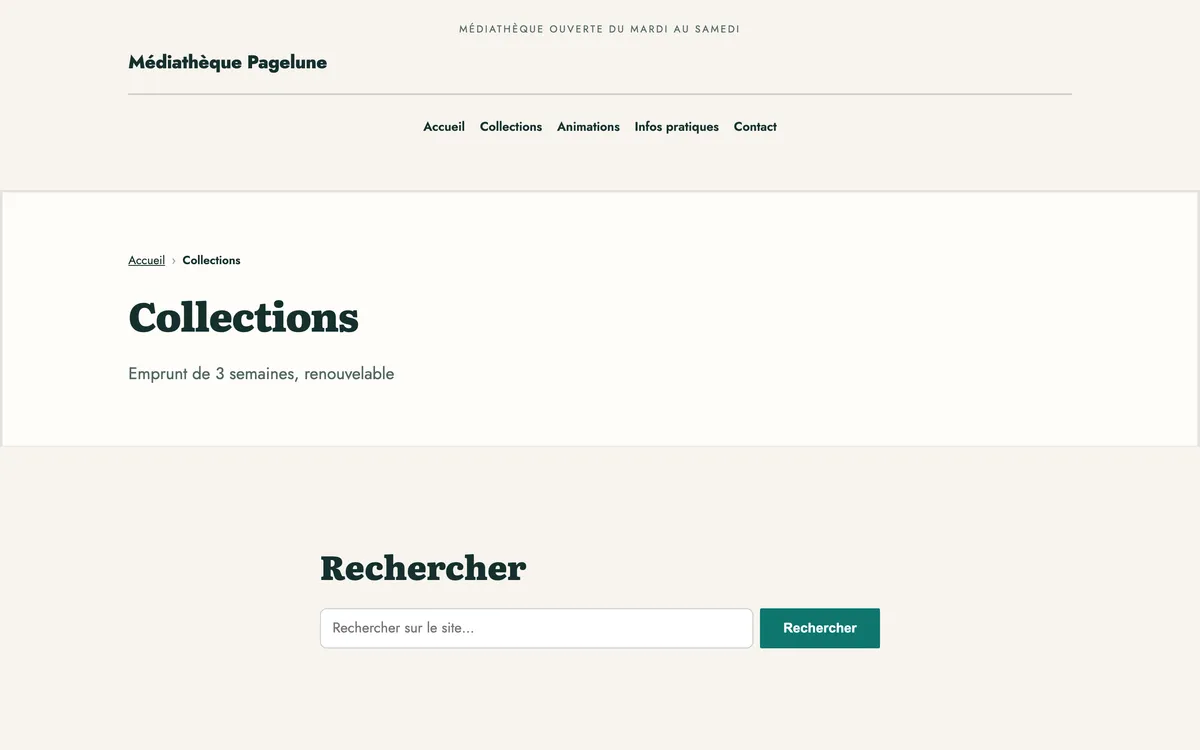 MÉDIATHÈQUE OUVERTE DU MARDI AU SAMEDI
Médiathèque Pagelune
Accueil Collections Animations Infos pratiques Contact
Accueil › Collections
Collections
Emprunt de 3 semaines, renouvelable
Rechercher
Rechercher sur le site... Rechercher